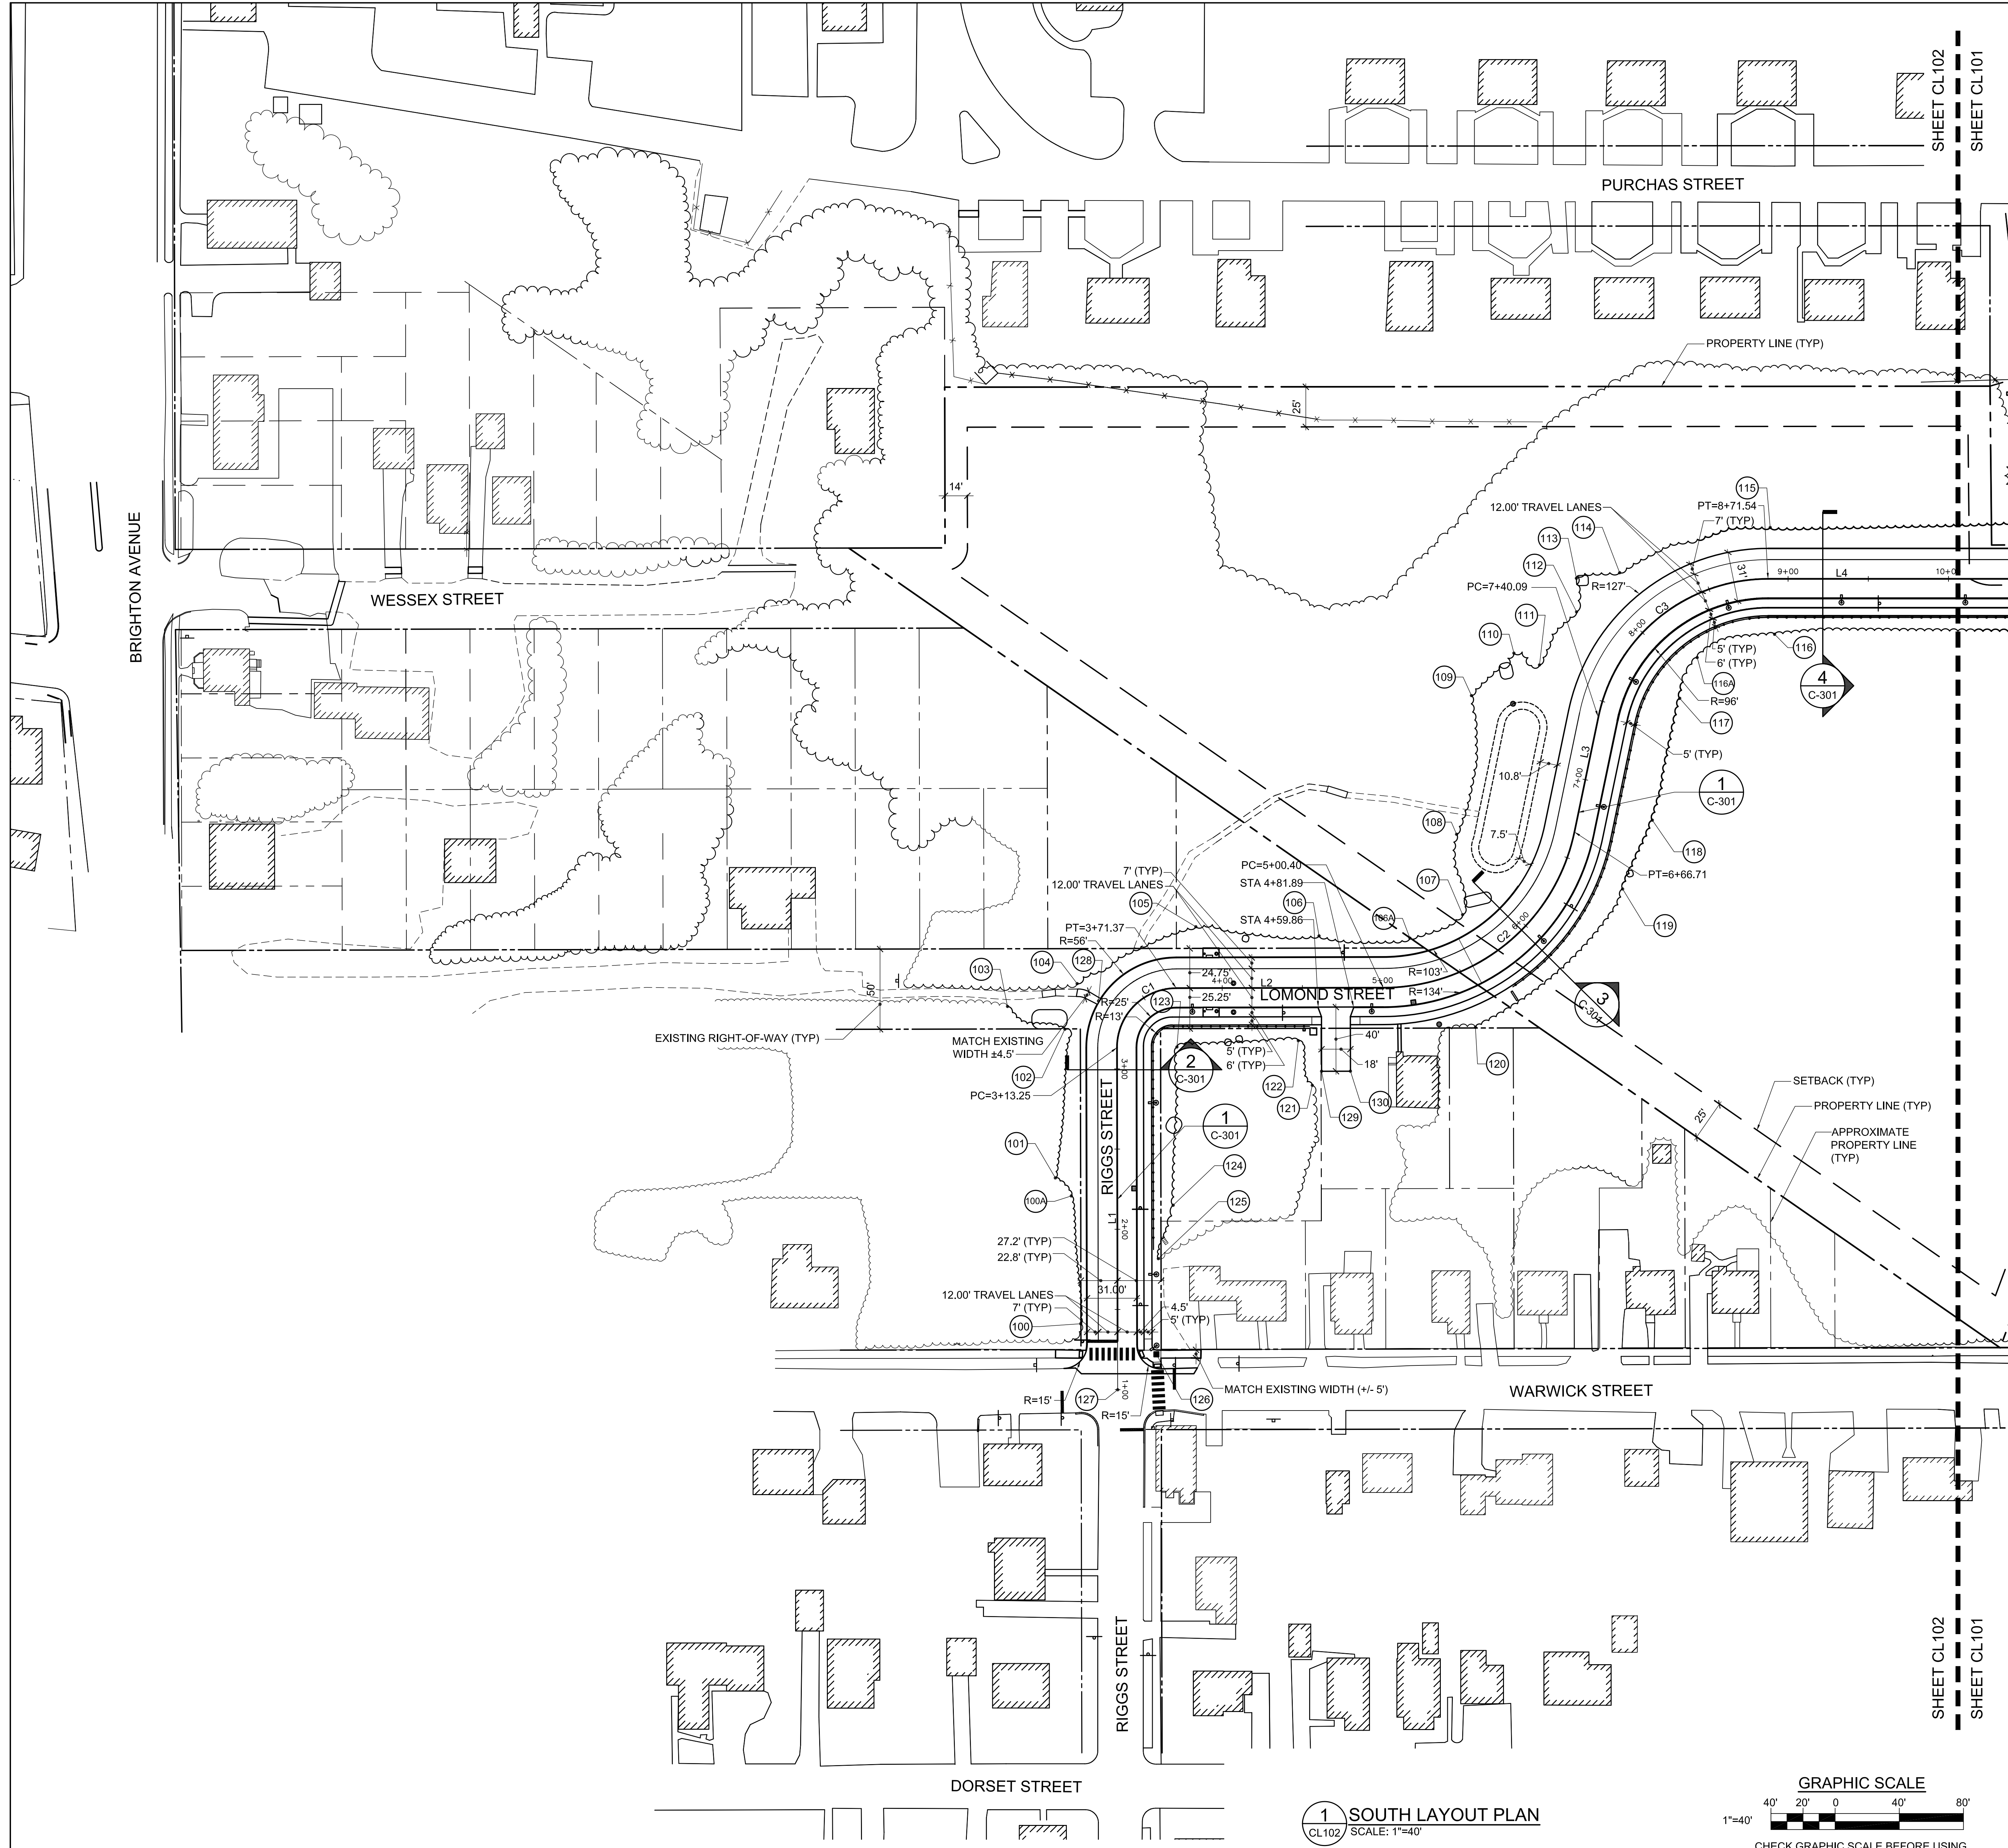 SHEET CL102
SHEET CL101
PURCHAS STREET
PROPERTY LINE (TYP)
25'
14'
BRIGHTON AVENUE
WESSEX STREET
115
PT=8+71.54
12.00' TRAVEL LANES
7' (TYP)
114
113
112
R=127'
31'
PC=7+40.09
9+00
L4
10+0
C3
8+00
111
110
109
5' (TYP)
6' (TYP)
116
116A
R=96'
117
4
C-301
5' (TYP)
L3
10.8'
7+00
1
C-301
7.5'
108
118
PT=6+66.71
107
119
PC=5+00.40
7' (TYP)
12.00' TRAVEL LANES
STA 4+81.89
105
106
STA 4+59.86
106A
6+00
C2
PT=3+71.37
R=56'
128
104
103
50'
24.75'
4+00
L2
5+00
R=103'
R=134'
LOMOND STREET
C1
R=25'
123
25.25'
R=13'
3
C-301
EXISTING RIGHT-OF-WAY (TYP)
MATCH EXISTING
WIDTH ±4.5'
102
PC=3+13.25
3+00
2
C-301
5' (TYP)
6' (TYP)
40'
18'
122
121
129
130
120
SETBACK (TYP)
PROPERTY LINE (TYP)
25'
APPROXIMATE
PROPERTY LINE
(TYP)
1
C-301
RIGGS STREET
101
100A
124
125
L1
2+00
27.2' (TYP)
22.8' (TYP)
31.00'
12.00' TRAVEL LANES
7' (TYP)
100
4.5'
5' (TYP)
1+00
R=15'
127
R=15'
126
MATCH EXISTING WIDTH (+/- 5')
WARWICK STREET
RIGGS STREET
SHEET CL102
SHEET CL101
DORSET STREET
1
CL102
SOUTH LAYOUT PLAN
SCALE: 1"=40'
GRAPHIC SCALE
40' 20' 0 40' 80'
1"=40'
CHECK GRAPHIC SCALE BEFORE USING